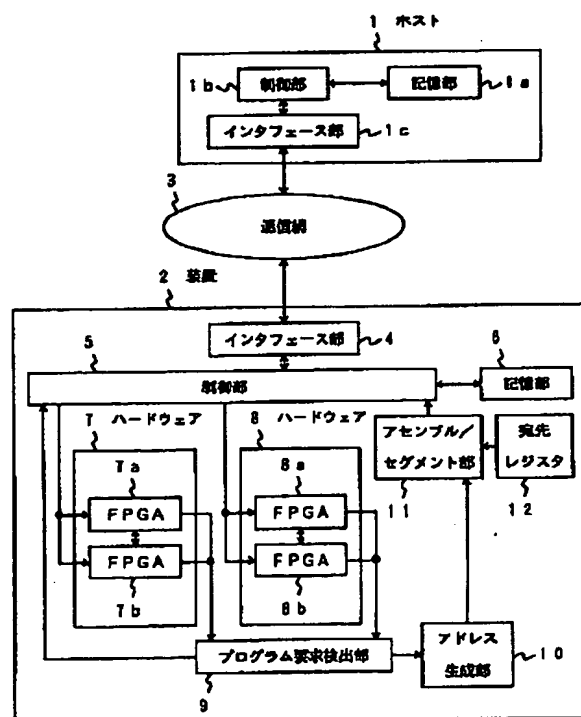 1 ホスト
1b
制御部
記憶部
1a
インタフェース部
1c
3
通信網
2 装置
インタフェース部
4
5
制御部
6
記憶部
7 ハードウェア
8 ハードウェア
アセンブル/
セグメント部
宛先
レジスタ
7a
8a
11
12
FPGA
FPGA
FPGA
FPGA
7b
8b
プログラム要求検出部
9
アドレス
生成部
10